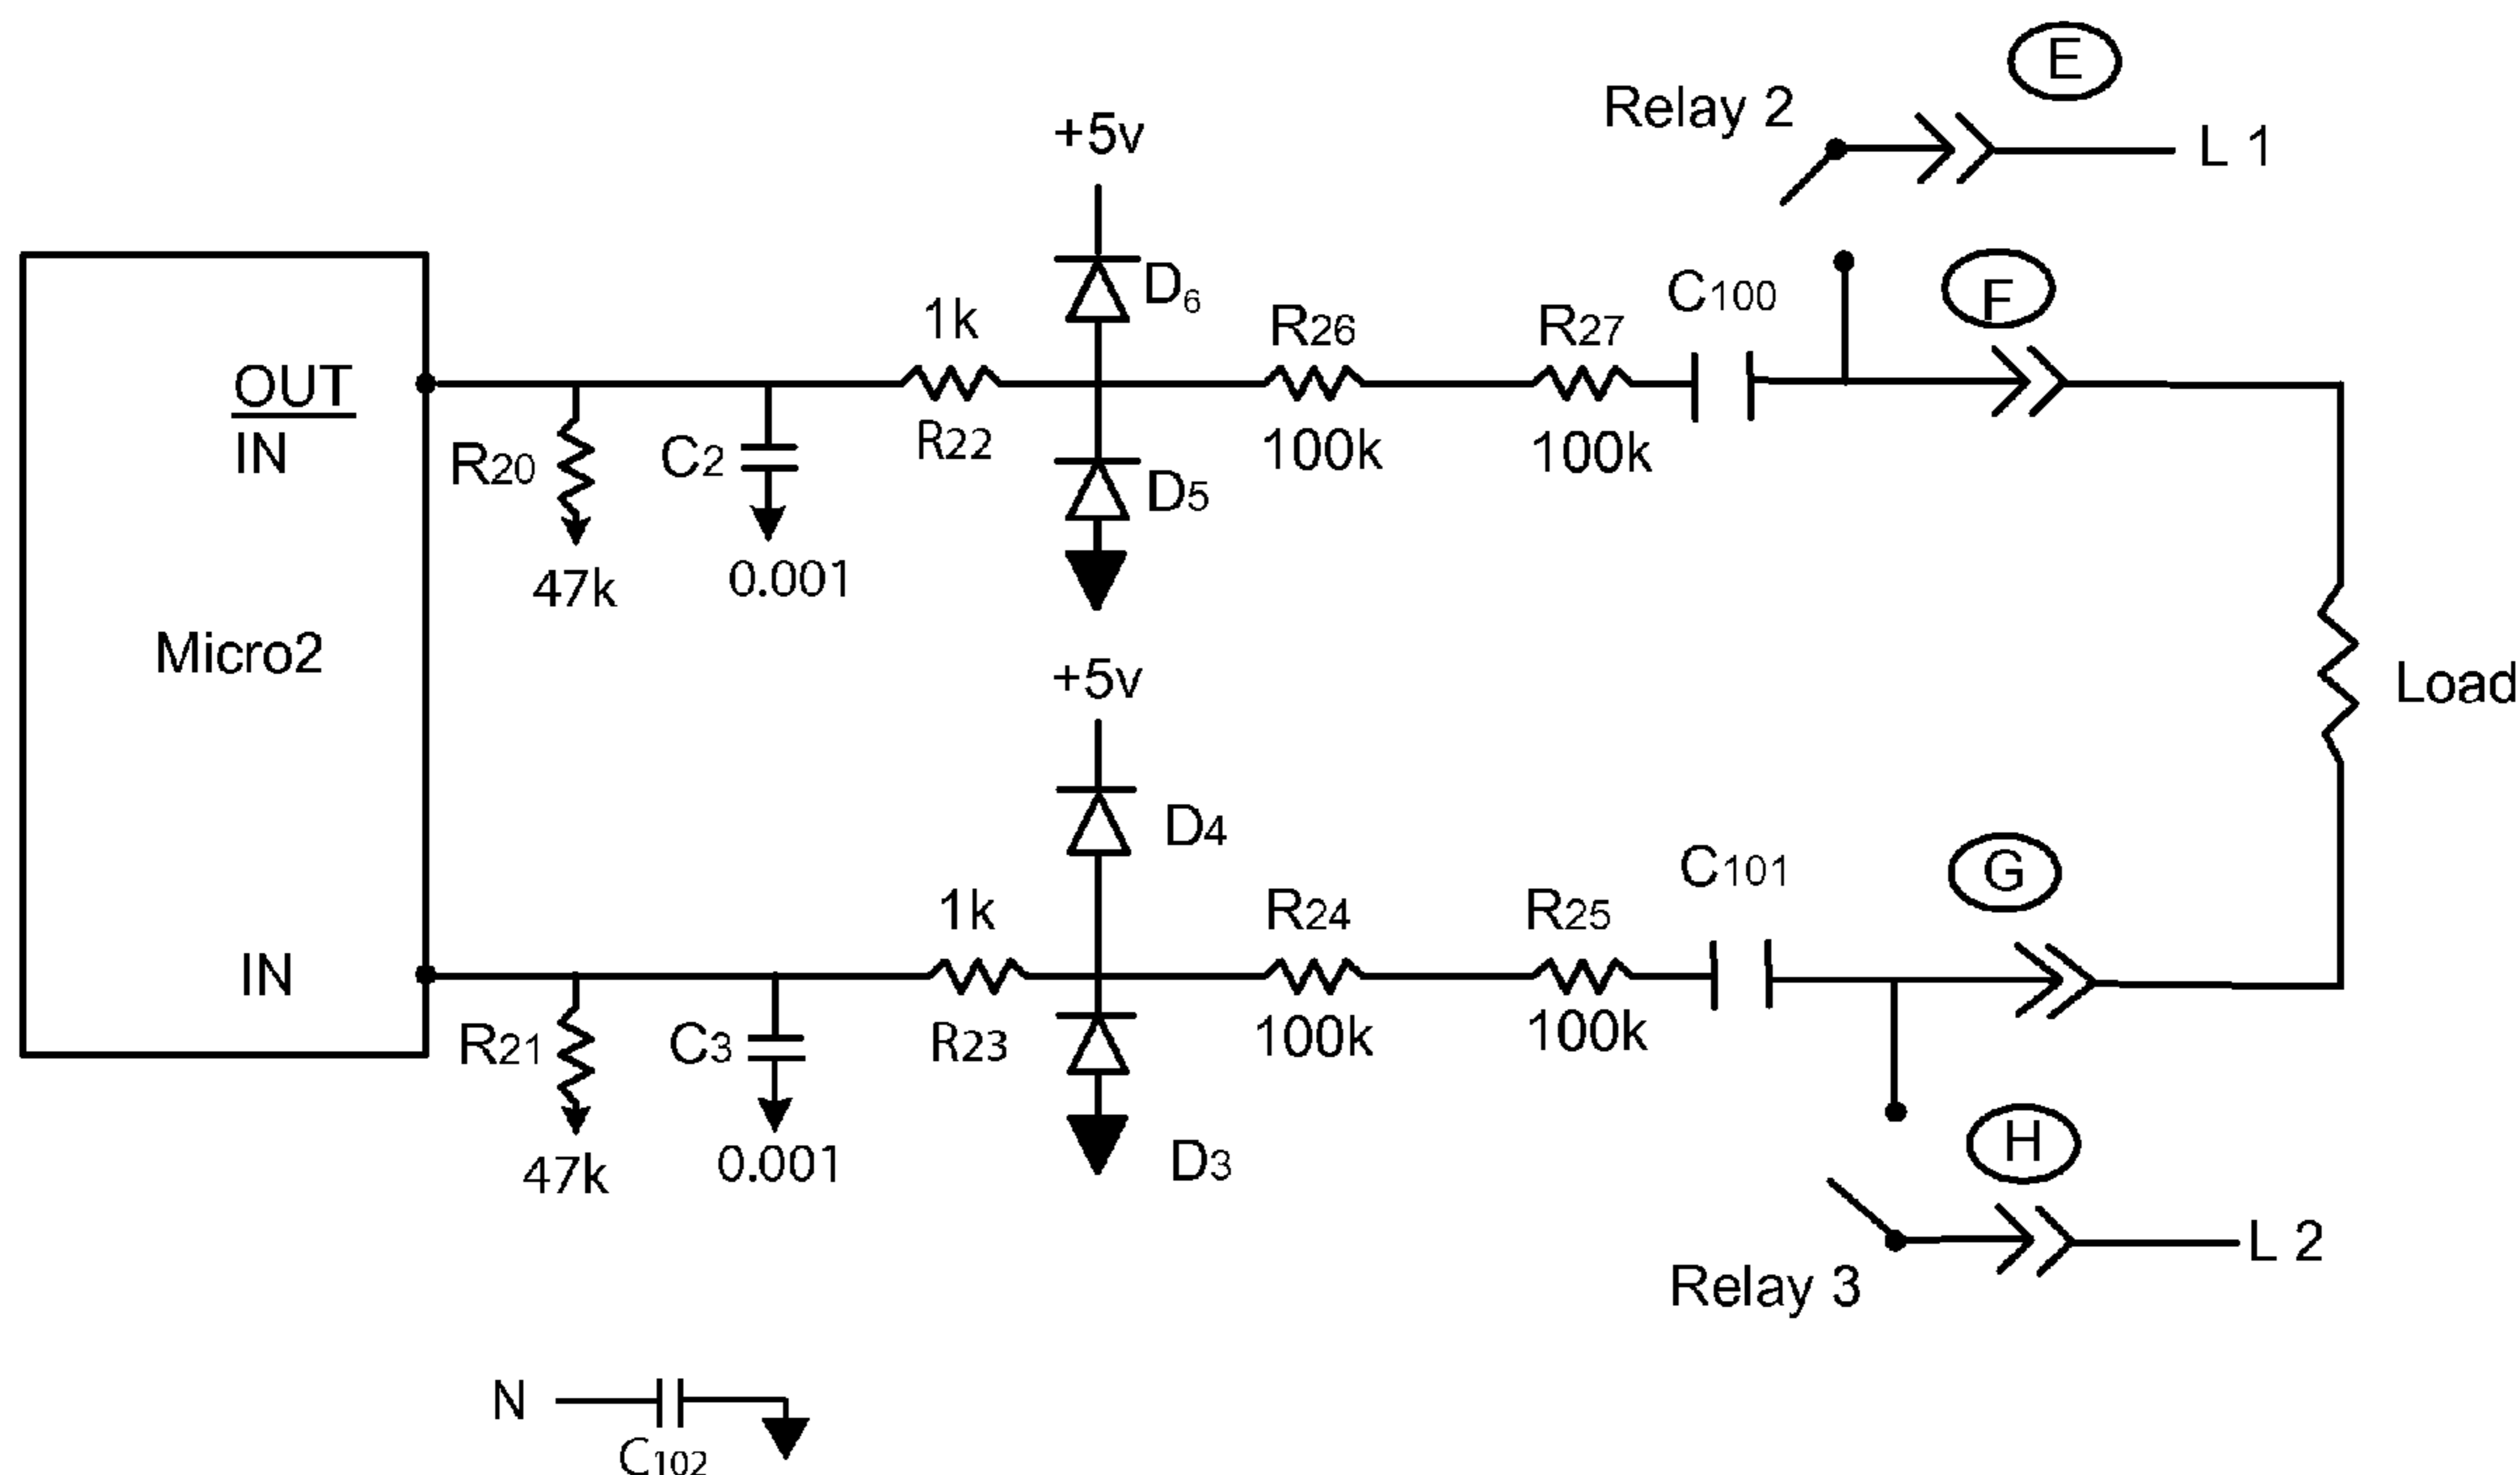 E
Relay 2
L 1
+5v
D6
C100
F
1k
R26
R27
OUT
IN
R20
C2
R22
100k
100k
D5
47k
0.001
Micro2
+5v
Load
D4
C101
G
1k
R24
R25
IN
R21
C3
R23
100k
100k
H
47k
0.001
D3
L 2
Relay 3
N
C102